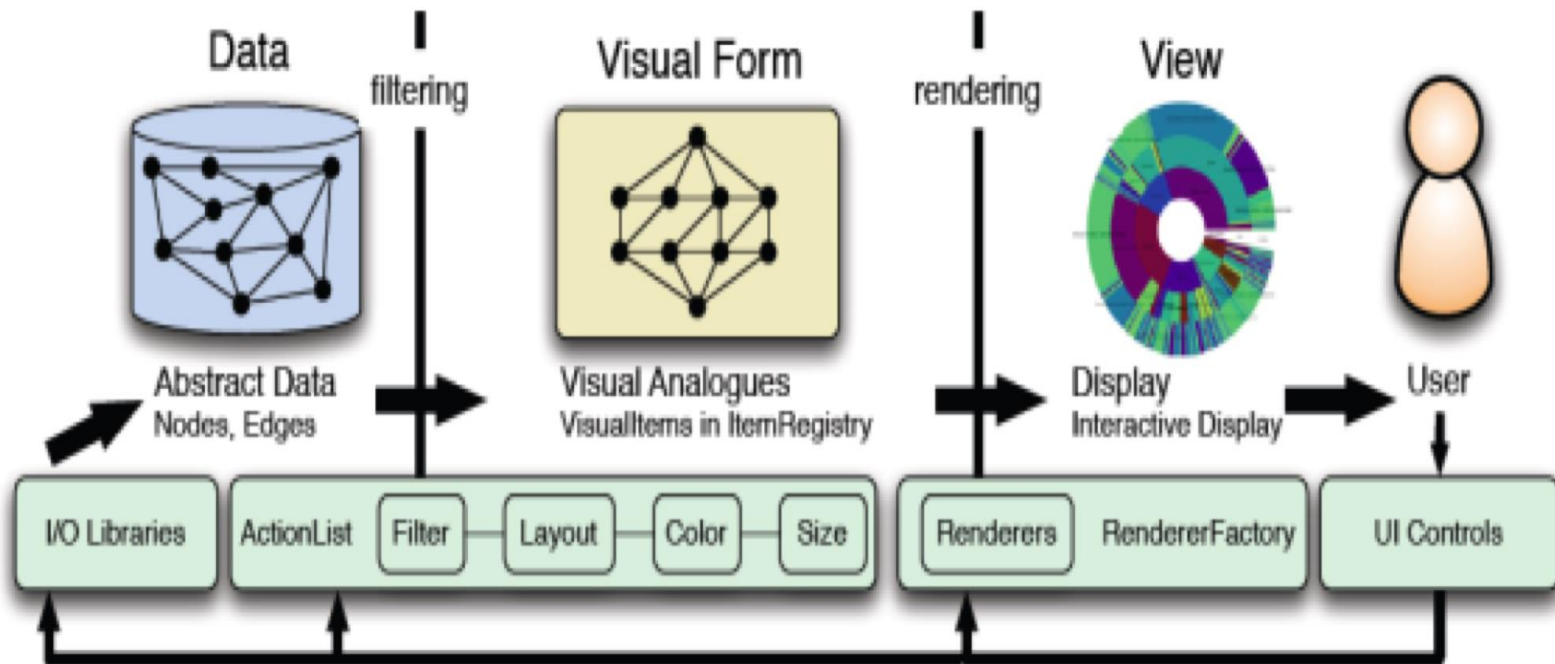 Data
filtering
Visual Form
rendering
View
Abstract Data
Nodes, Edges
Visual Analogues
VisualItems in ItemRegistry
Display
Interactive Display
User
I/O Libraries
ActionList
Filter
Layout
Color
Size
Renderers
RendererFactory
UI Controls